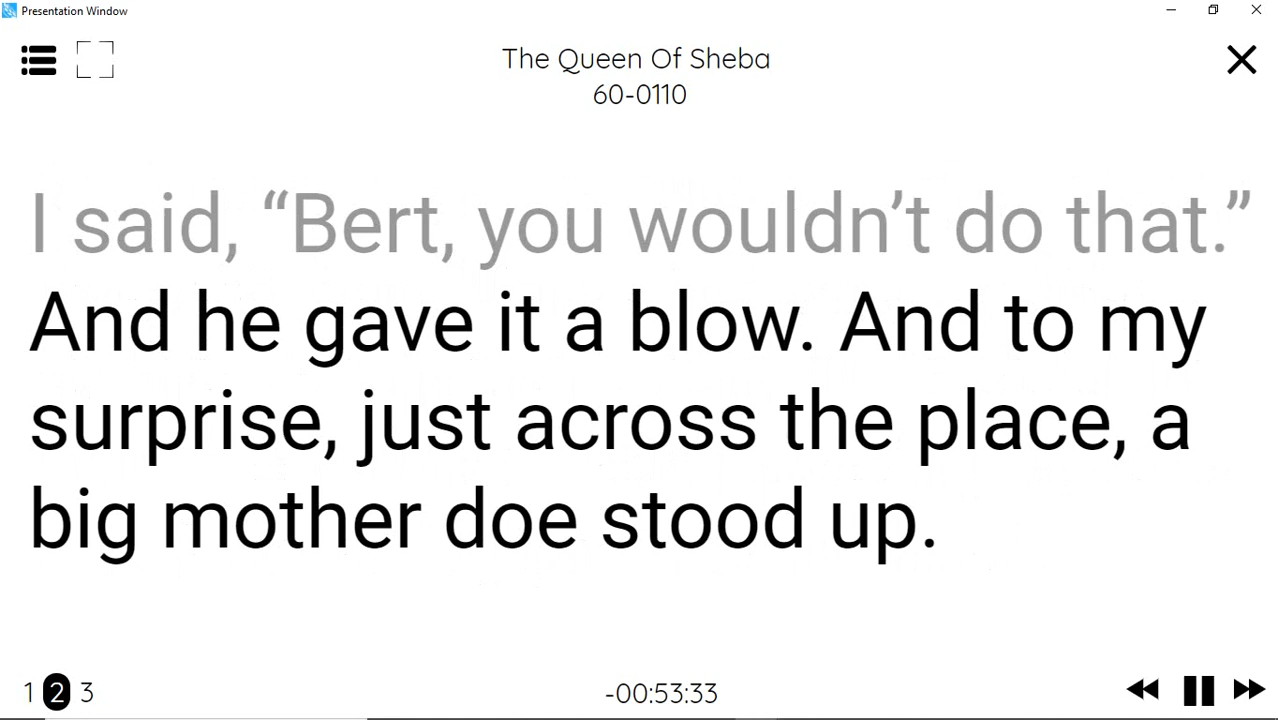 Presentation Window
The Queen Of Sheba
60-0110
I said, “Bert, you wouldn’t do that.”
And he gave it a blow. And to my
surprise, just across the place, a
big mother doe stood up.
1 2 3
-00:53:33